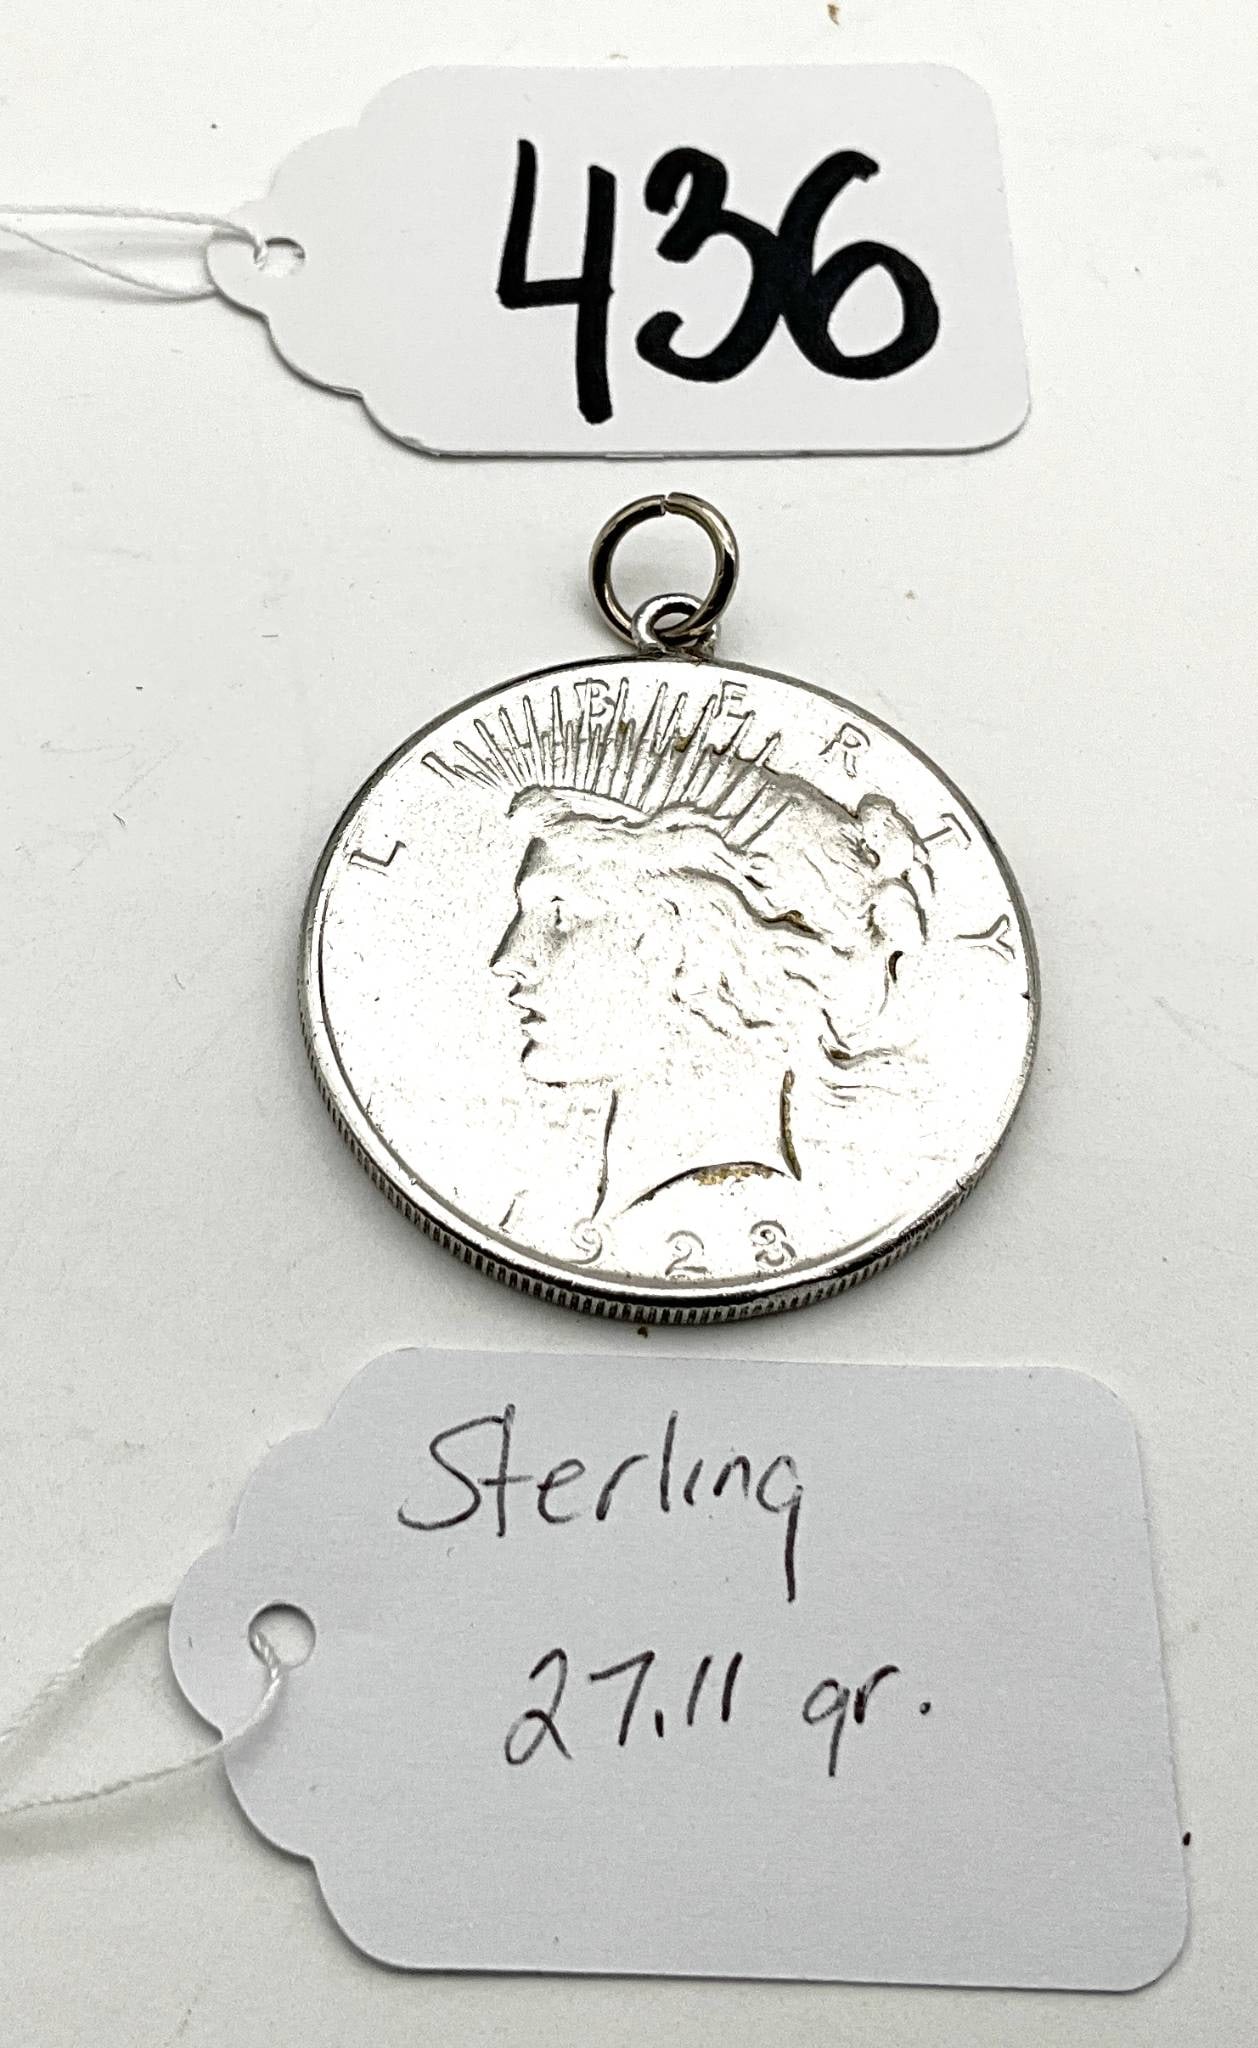 436
LIBERTY
1923
Sterling
27.11 gr.